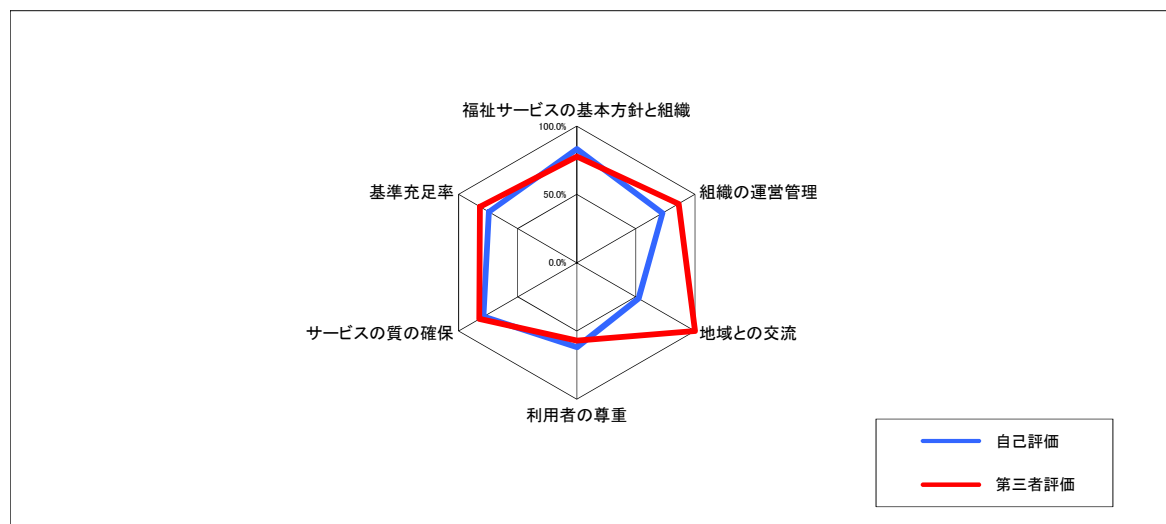 福祉サービスの基本方針と組織
100.0%
基準充足率
組織の運営管理
50.0%
0.0%
サービスの質の確保
地域との交流
利用者の尊重
自己評価
第三者評価